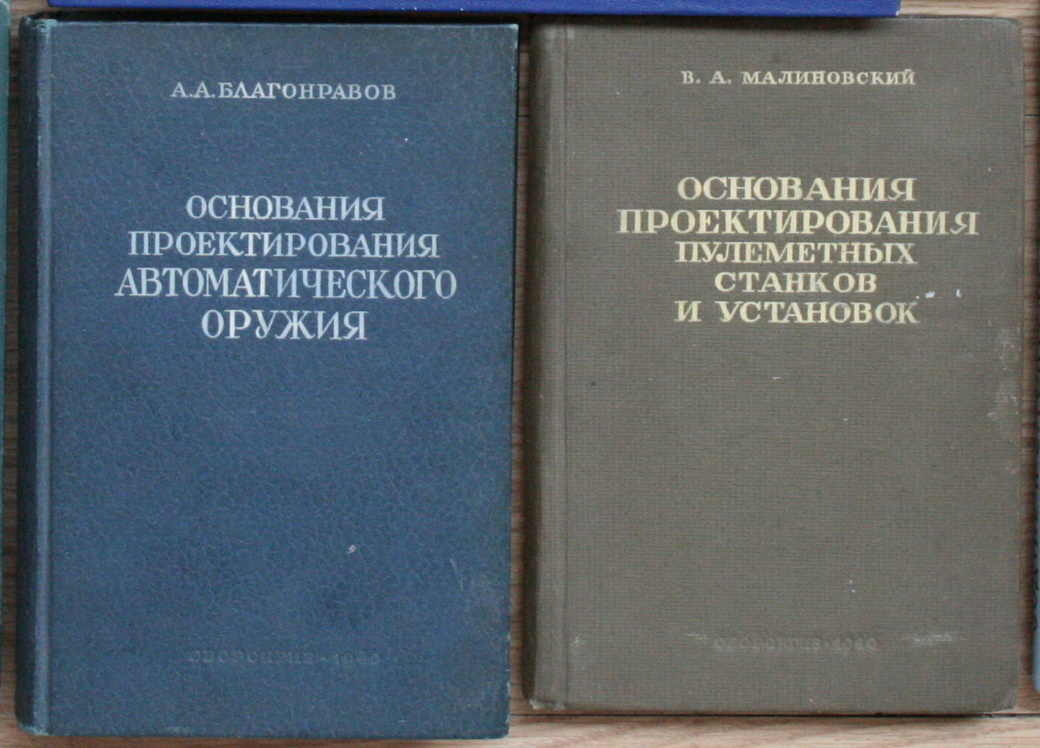 А.А.БЛАГОНРАВОВ
ОСНОВАНИЯ
ПРОЕКТИРОВАНИЯ
АВТОМАТИЧЕСКОГО
ОРУЖИЯ
ОБОРОНГИЗ·1940
В. А. МАЛИНОВСКИЙ
ОСНОВАНИЯ
ПРОЕКТИРОВАНИЯ
ПУЛЕМЕТНЫХ
СТАНКОВ
И УСТАНОВОК
ОБОРОНГИЗ·1940